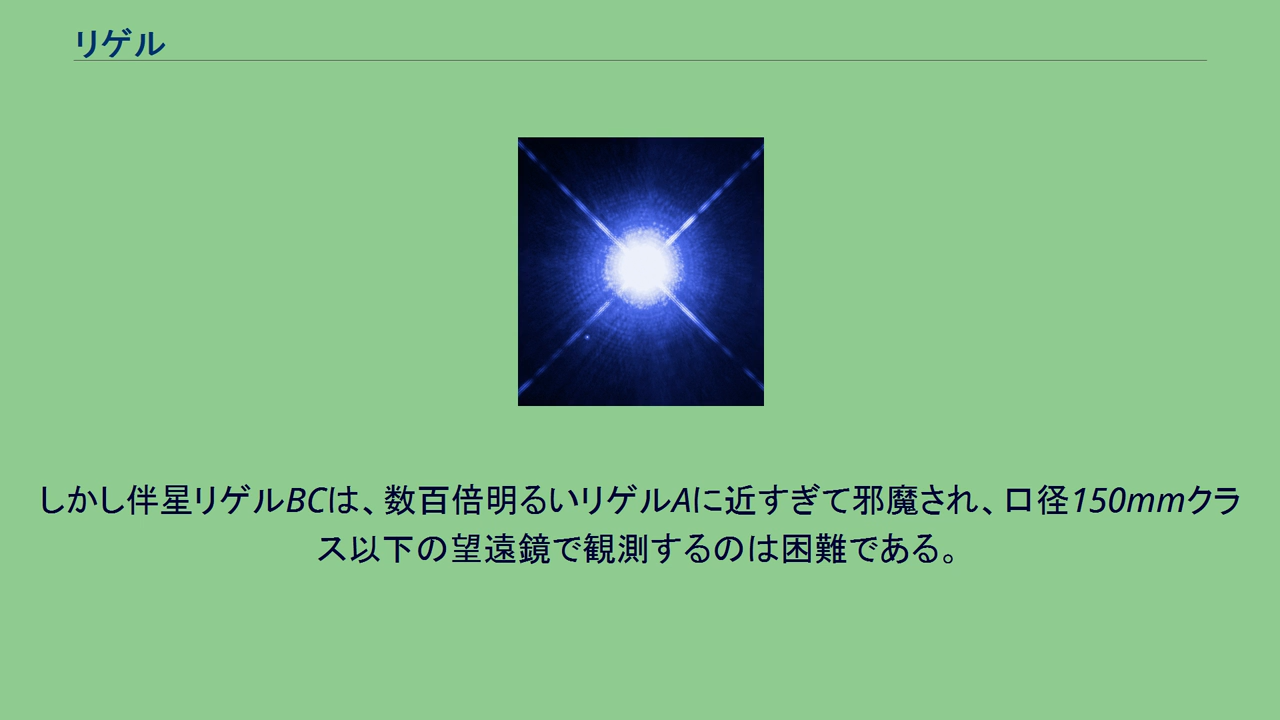 リゲル
しかし伴星リゲルBCは、数百倍明るいリゲルAに近すぎて邪魔され、口径150mmクラ
ス以下の望遠鏡で観測するのは困難である。